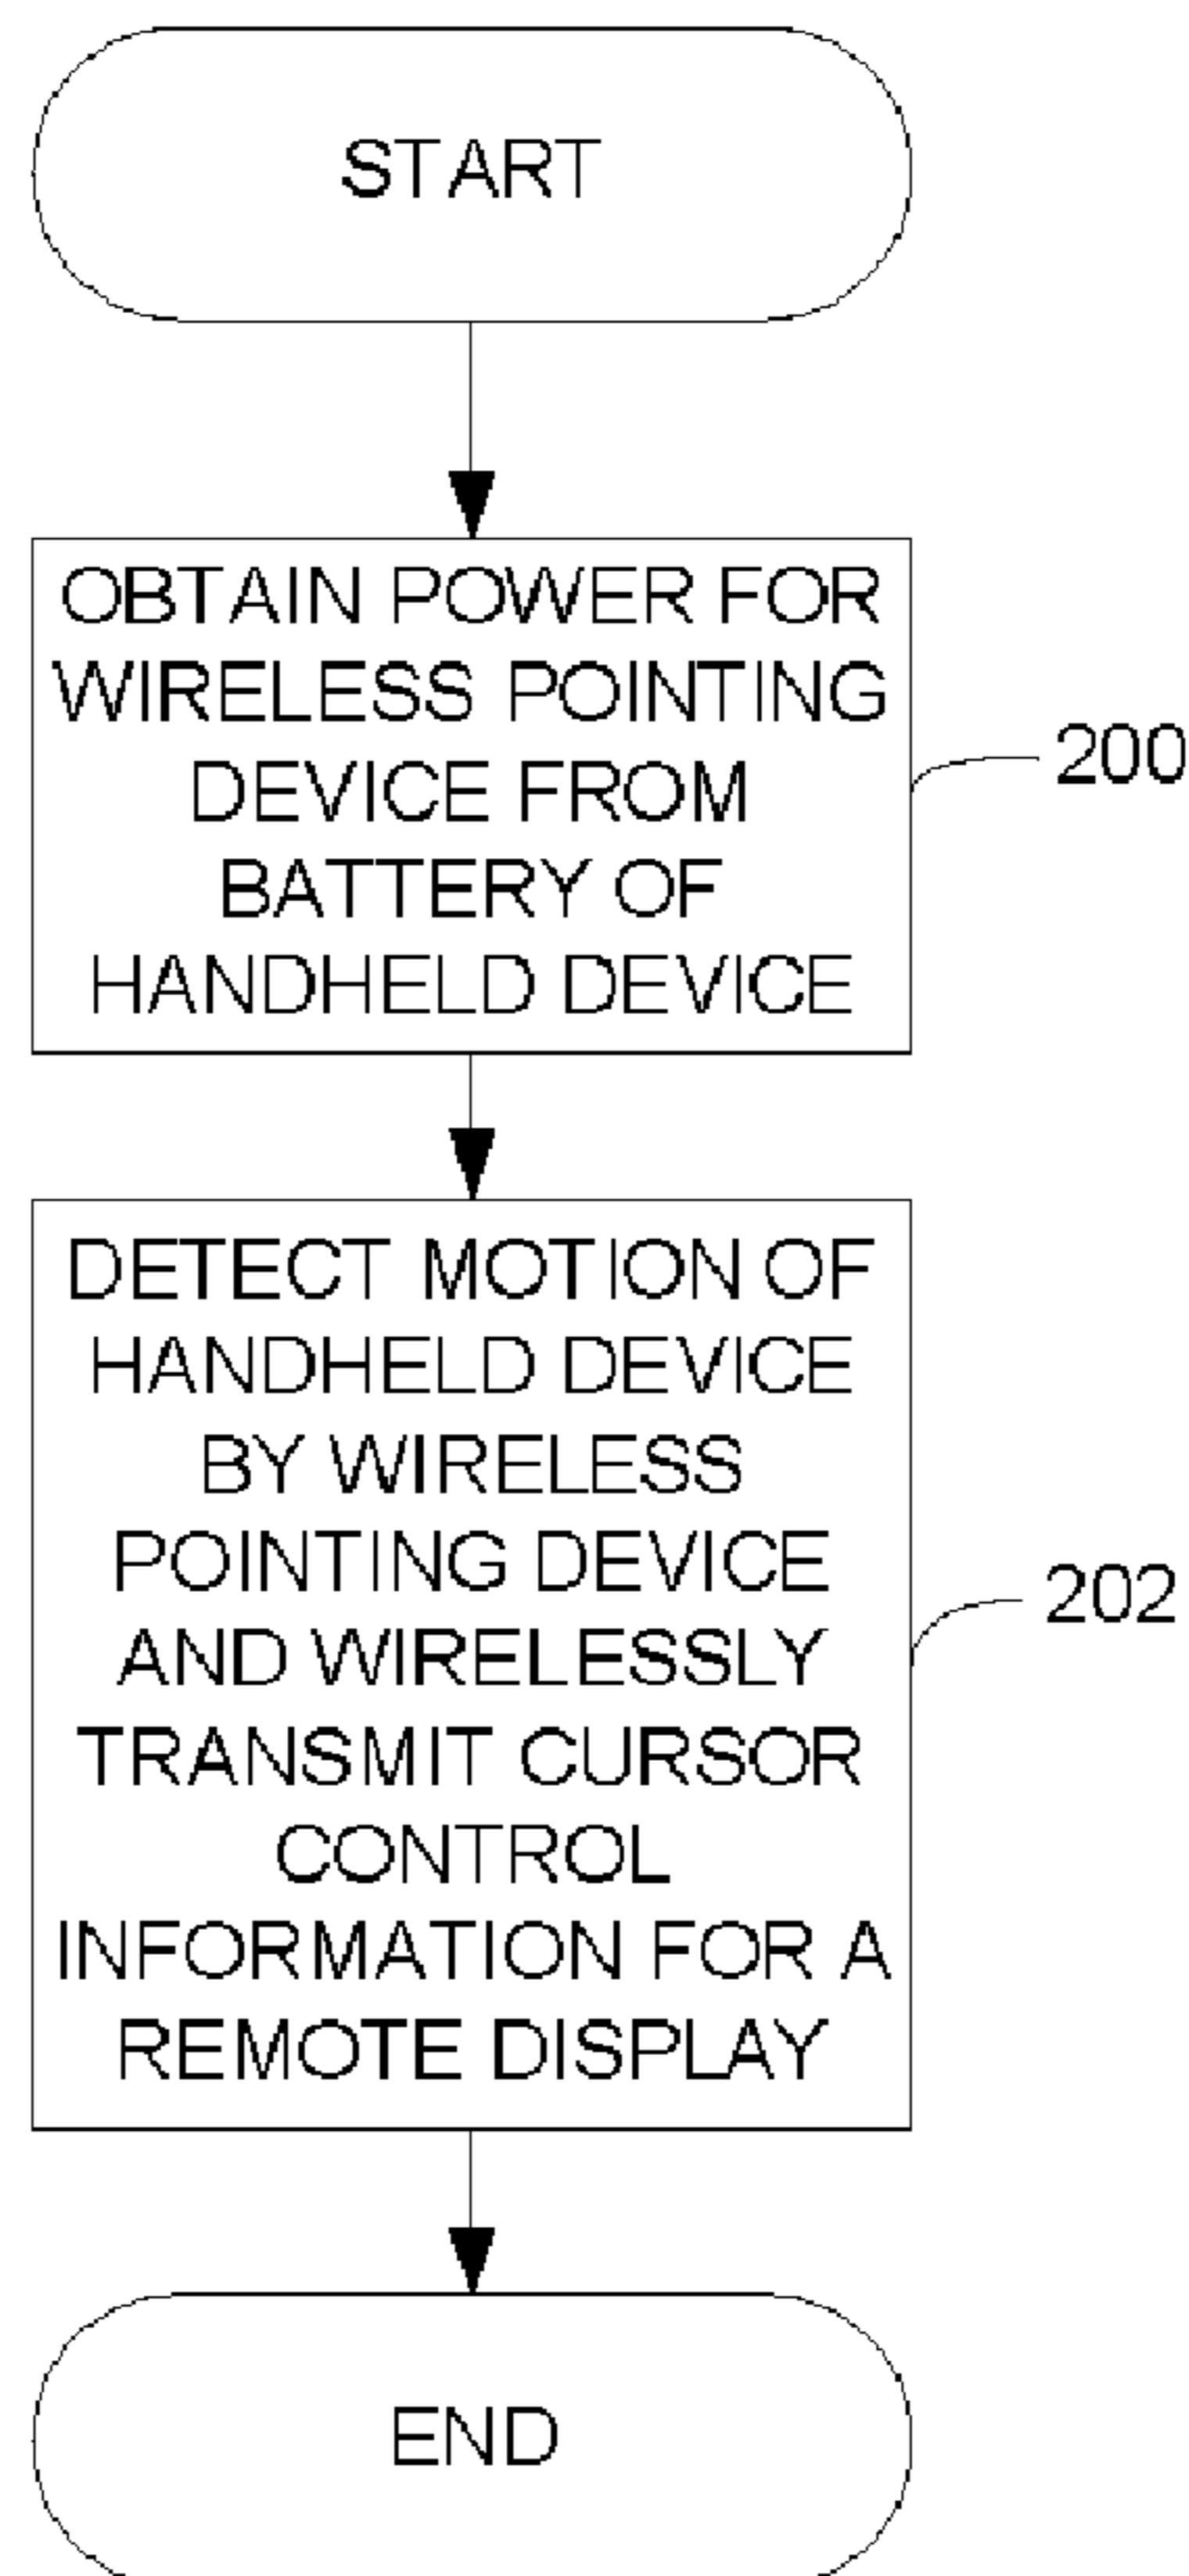 START
OBTAIN POWER FOR
WIRELESS POINTING
DEVICE FROM
BATTERY OF
HANDHELD DEVICE
200
DETECT MOTION OF
HANDHELD DEVICE
BY WIRELESS
POINTING DEVICE
AND WIRELESSLY
TRANSMIT CURSOR
CONTROL
INFORMATION FOR A
REMOTE DISPLAY
202
END